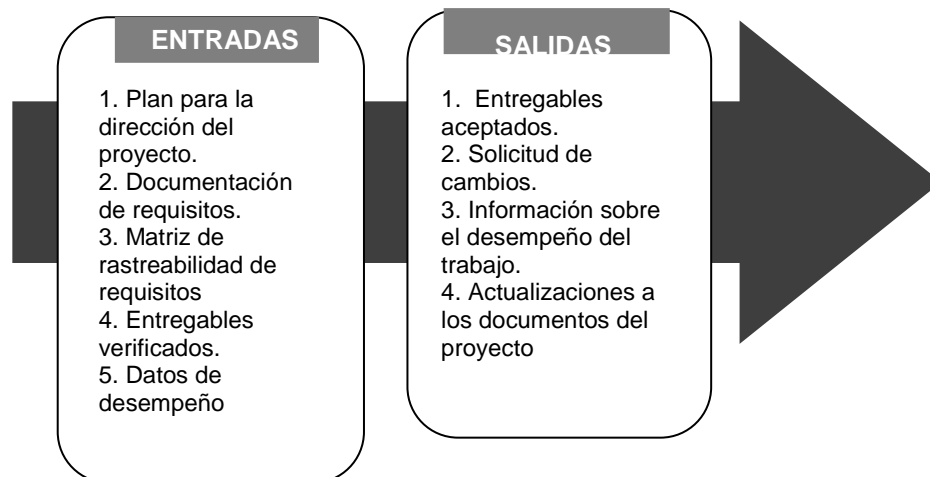 ENTRADAS
1. Plan para la
dirección del
proyecto.
2. Documentación
de requisitos.
3. Matriz de
rastreabilidad de
requisitos
4. Entregables
verificados.
5. Datos de
desempeño
SALIDAS
1. Entregables
aceptados.
2. Solicitud de
cambios.
3. Información sobre
el desempeño del
trabajo.
4. Actualizaciones a
los documentos del
proyecto